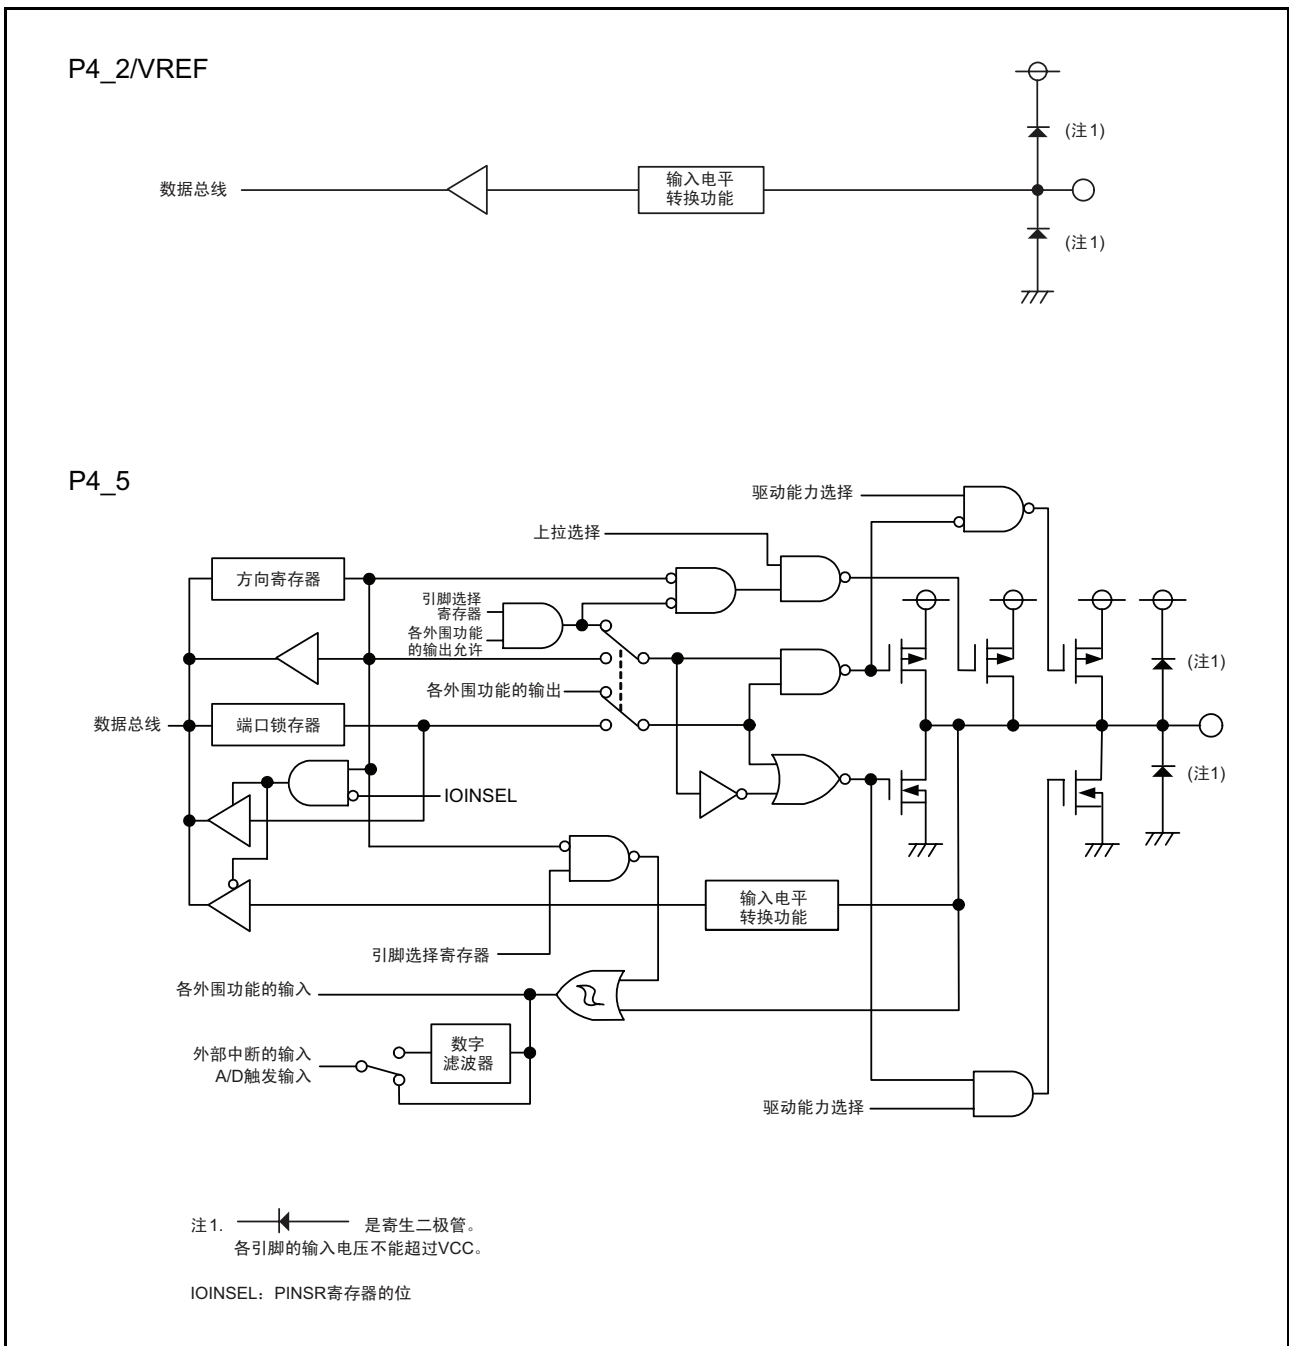 P4_2/VREF
(注1)
数据总线
输入电平
转换功能
(注1)
P4_5
驱动能力选择
上拉选择
方向寄存器
引脚选择
寄存器
各外围功能
的输出允许
(注1)
各外围功能的输出
数据总线
端口锁存器
(注1)
IOINSEL
输入电平
转换功能
引脚选择寄存器
各外围功能的输入
数字
滤波器
外部中断的输入
A/D触发输入
驱动能力选择
注1. 是寄生二极管。
各引脚的输入电压不能超过VCC。
IOINSEL：PINSR寄存器的位